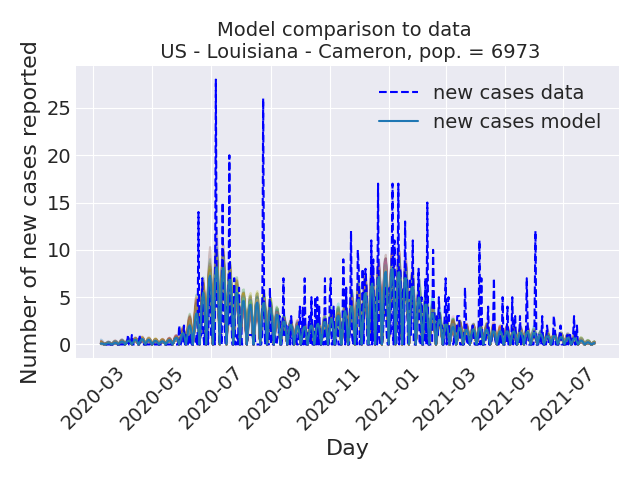 Model comparison to data
US - Louisiana - Cameron, pop. = 6973
Number of new cases reported
25
20
15
10
5
0
new cases data
new cases model
2020-03
2020-05
2020-07
2020-09
2020-11
2021-01
2021-03
2021-05
2021-07
Day